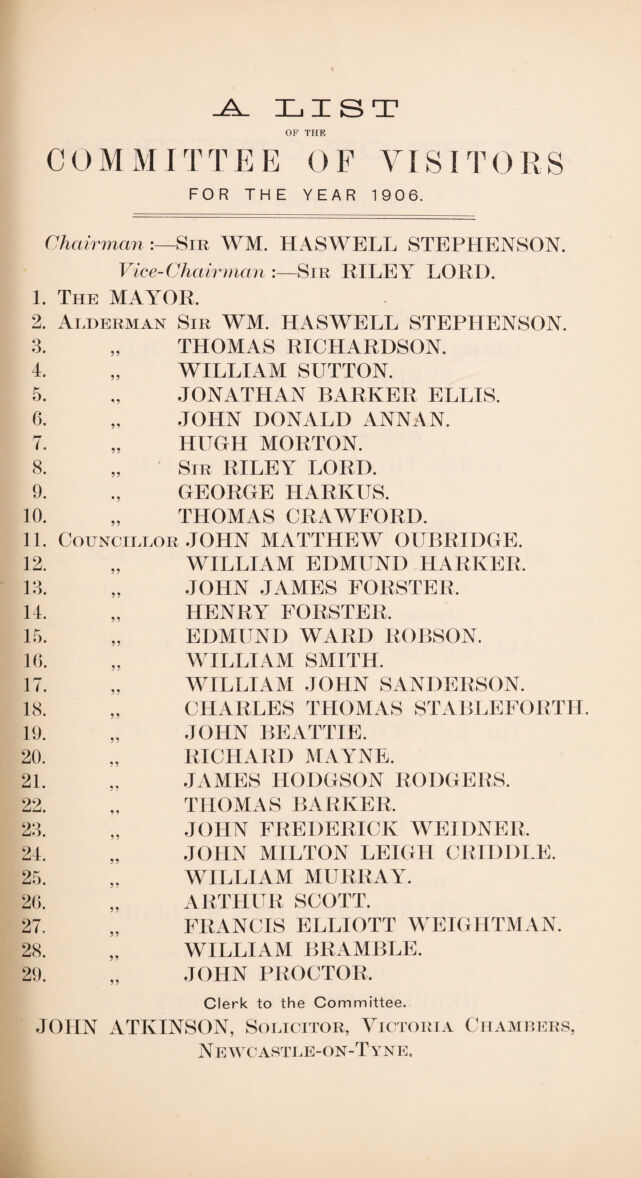 A LIST
OF THE
COMMITTEE OF VISITORS
FOR THE YEAR 1906.
Chairman :—Sir WM. HASWELL STEPHENSON.
Vice-Chairman :—Sir RILEY LORD.
1. The MAYOR.
2. Alderman Sir WM. HASWELL STEPHENSON.
3. „ THOMAS RICHARDSON.
4. „ WILLIAM SUTTON.
5. „ JONATHAN BARKER ELLIS.
6. „ JOHN DONALD ANNAN.
7. „ HUGH MORTON.
8. „ Sir RILEY LORD.
9. „ GEORGE HARKUS.
10. „ THOMAS CRAWFORD.
11. Councillor JOHN MATTHEW OUBRIDGE.
12. „ WILLIAM EDMUND HARKER.
13. „ JOHN JAMES FORSTER.
14. „ HENRY FORSTER.
15. „ EDMUND WARD ROBSON.
16. „ WILLIAM SMITH.
17. „ WILLIAM JOHN SANDERSON.
18. „ CHARLES THOMAS STABLEFORTH.
19. „ JOHN BEATTIE.
20. „ RICHARD MAYNE.
21. „ JAMES HODGSON RODGERS.
22. „ THOMAS BARKER.
23. „ JOHN FREDERICK WEIDNER.
24. „ JOHN MILTON LEIGH CRIDDLE.
25. „ WILLIAM MURRAY.
26. „ ARTHUR SCOTT.
27. „ FRANCIS ELLIOTT WEIGHTMAN.
28. „ WILLIAM BRAMBLE.
29. „ JOHN PROCTOR.
Clerk to the Committee.
JOHN ATKINSON, Solicitor, Victoria Chambers,
Newcastle-on-Tyne.